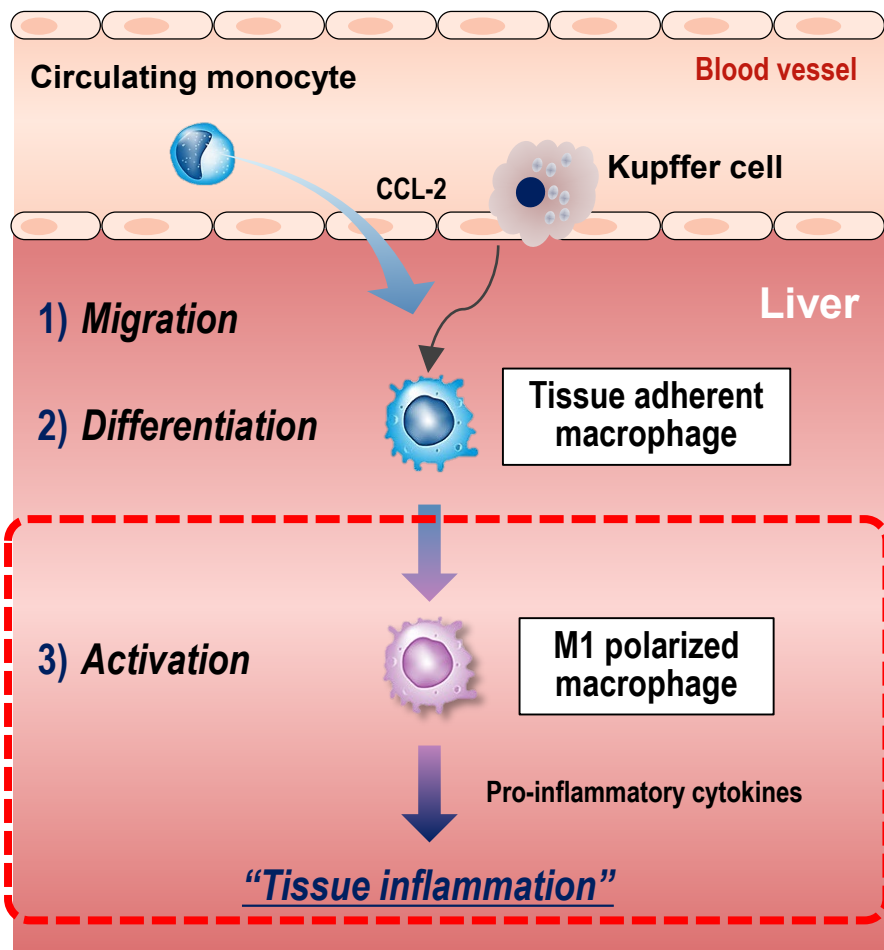 Circulating monocyte
Blood vessel
CCL-2
Kupffer cell
Liver
1) Migration
2) Differentiation
Tissue adherent
macrophage
3) Activation
M1 polarized
macrophage
Pro-inflammatory cytokines
“Tissue inflammation”